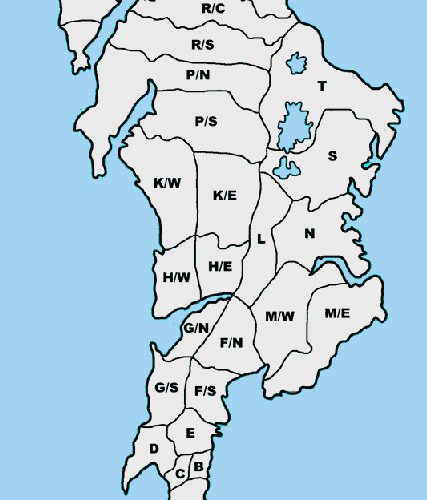 R/C
R/S
P/N
T
P/S
S
K/W
K/E
L
N
H/W
H/E
M/W
M/E
G/N
F/N
G/S
F/S
E
D
C
B